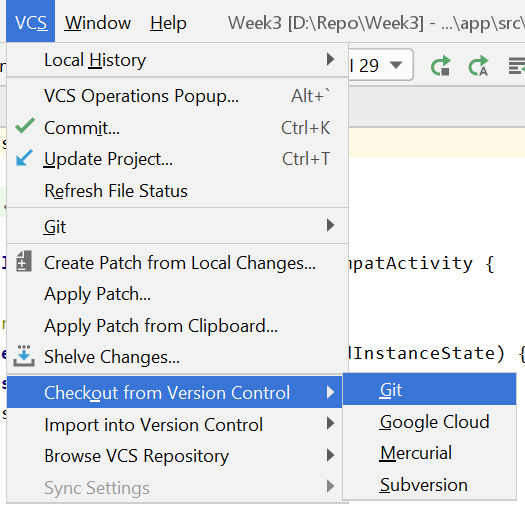 VCS Window Help Week3 [D:\Repo\Week3] - ...\app\src\
Local History
l 29
VCS Operations Popup... Alt+`
Commit... Ctrl+K
Update Project... Ctrl+T
Refresh File Status
Git
Create Patch from Local Changes...
mpatActivity {
Apply Patch...
Apply Patch from Clipboard...
Shelve Changes...
dInstanceState) {
Checkout from Version Control
Git
Import into Version Control
Google Cloud
Browse VCS Repository
Mercurial
Sync Settings
Subversion